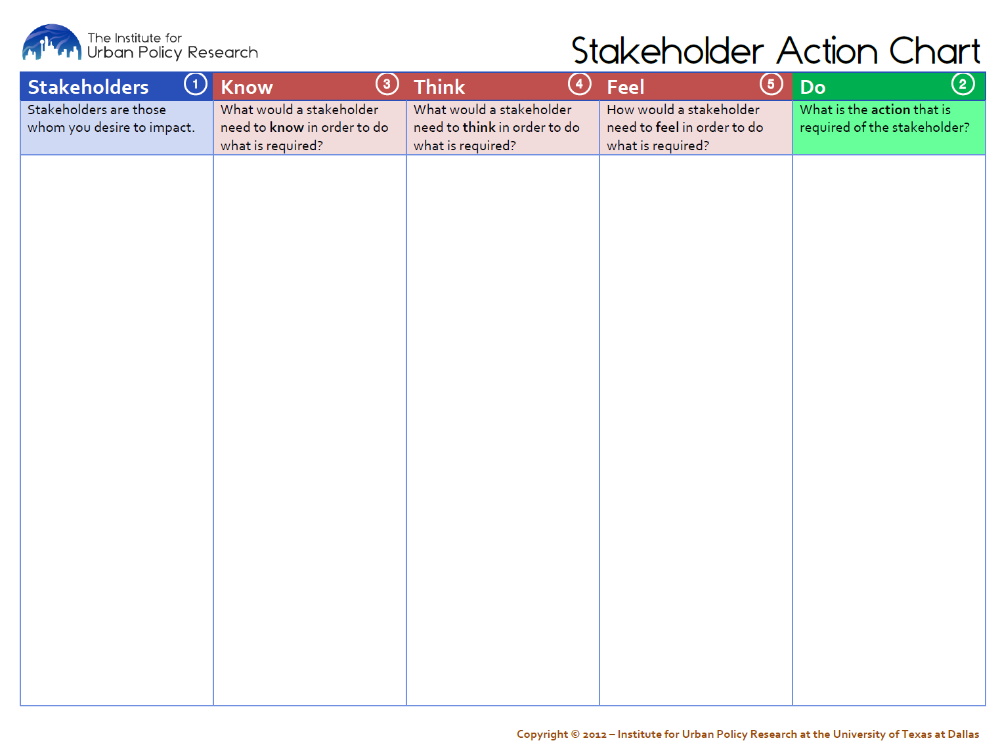 The Institute for
Urban Policy Research
Stakeholder Action Chart
Stakeholders 1
Know 3
Think 4
Feel 5
Do 2
Stakeholders are those
whom you desire to impact.
What would a stakeholder
need to know in order to do
what is required?
What would a stakeholder
need to think in order to do
what is required?
How would a stakeholder
need to feel in order to do
what is required?
What is the action that is
required of the stakeholder?
Copyright © 2012 – Institute for Urban Policy Research at the University of Texas at Dallas